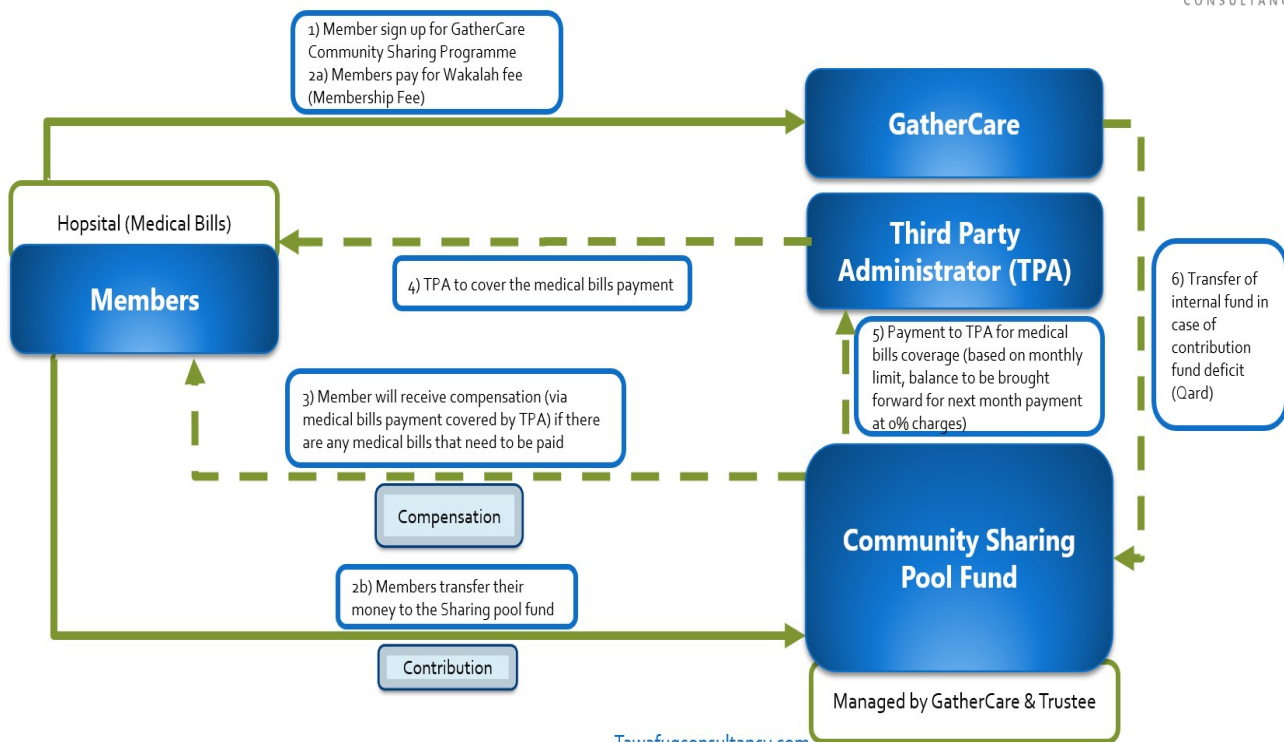 CONSULTANC
1) Member sign up for GatherCare
Community Sharing Programme
2a) Members pay for Wakalah fee
(Membership Fee)
GatherCare
Hopsital (Medical Bills)
Members
Third Party
Administrator (TPA)
4) TPA to cover the medical bills payment
6) Transfer of
internal fund in
case of
contribution
fund deficit
(Qard)
5) Payment to TPA for medical
bills coverage (based on monthly
limit, balance to be brought
forward for next month payment
at 0% charges)
3) Member will receive compensation (via
medical bills payment covered by TPA) if there
are any medical bills that need to be paid
Compensation
Community Sharing
Pool Fund
2b) Members transfer their
money to the Sharing pool fund
Contribution
Managed by GatherCare & Trustee
Tawafuqconsultancy.com